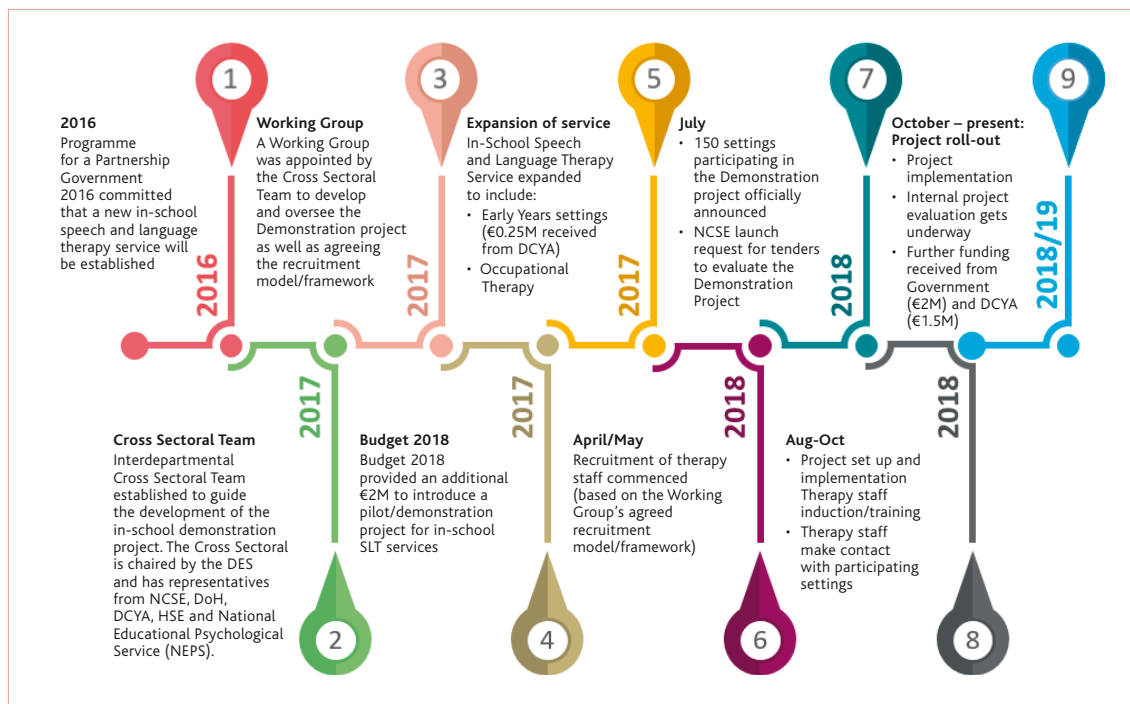 1
2016
Programme
for a Partnership
Government
2016 committed
that a new in-school
speech and language
therapy service will
be established
2016
Cross Sectoral Team
Interdepartmental
Cross Sectoral Team
established to guide
the development of the
in-school demonstration
project. The Cross Sectoral
is chaired by the DES
and has representatives
from NCSE, DoH,
DCYA, HSE and National
Educational Psychological
Service (NEPS).
2017
2
3
Working Group
A Working Group
was appointed by
the Cross Sectoral
Team to develop
and oversee the
Demonstration project
as well as agreeing
the recruitment
model/framework
2017
Budget 2018
Budget 2018
provided an additional
€2M to introduce a
pilot/demonstration
project for in-school
SLT services
2017
4
5
Expansion of service
In-School Speech
and Language Therapy
Service expanded
to include:
• Early Years settings
(€0.25M received
from DCYA)
• Occupational
Therapy
2017
April/May
Recruitment of therapy
staff commenced
(based on the Working
Group's agreed
recruitment
model/framework)
2018
6
7
July
• 150 settings
participating in
the Demonstration
project officially
announced
• NCSE launch
request for tenders
to evaluate the
Demonstration
Project
2018
Aug-Oct
• Project set up and
implementation
Therapy staff
induction/training
• Therapy staff
make contact
with participating
settings
2018
8
9
October – present:
Project roll-out
• Project
implementation
• Internal project
evaluation gets
underway
• Further funding
received from
Government
(€2M) and DCYA
(€1.5M)
2018/19